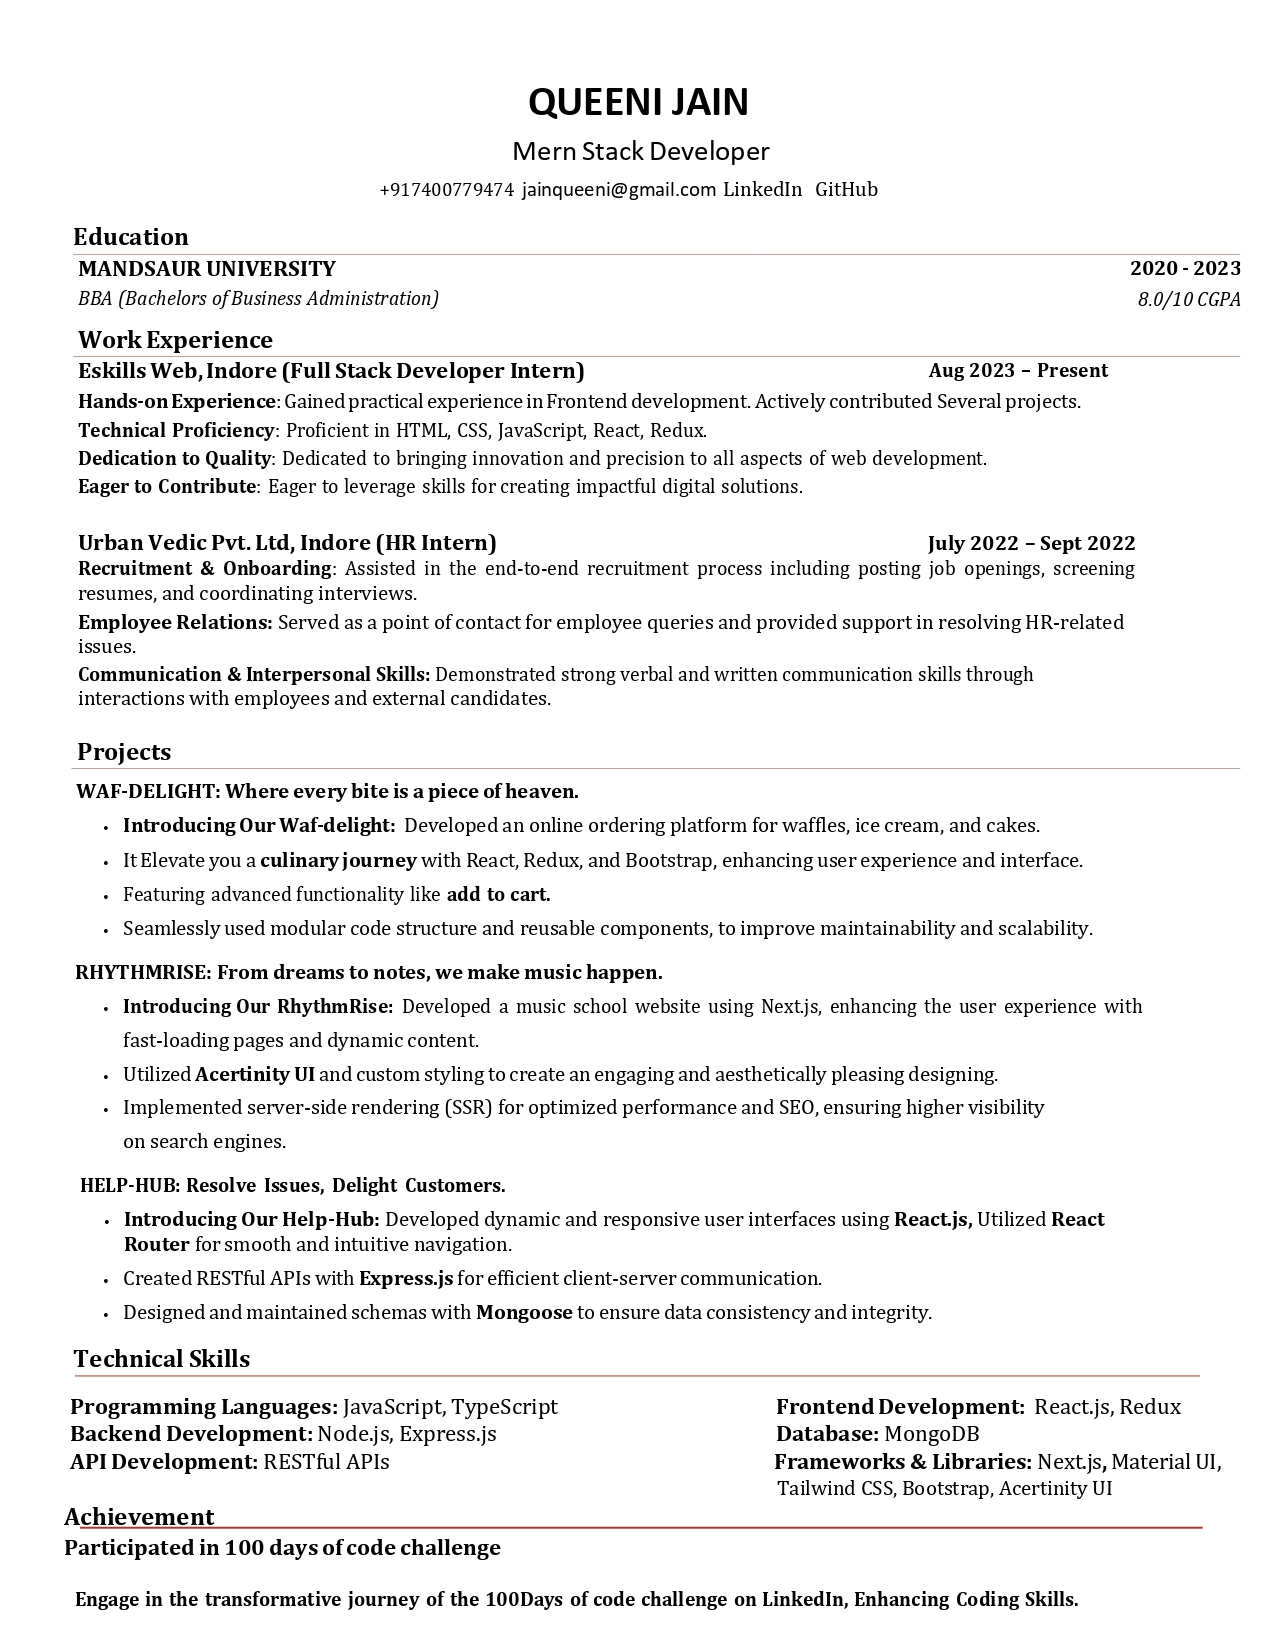 QUEENI JAIN
Mern Stack Developer
+917400779474 jainqueeni@gmail.com LinkedIn GitHub
Education
MANDSAUR UNIVERSITY 2020 - 2023
BBA (Bachelors of Business Administration) 8.0/10 CGPA
Work Experience
Eskills Web, Indore (Full Stack Developer Intern) Aug 2023 – Present
Hands-on Experience: Gained practical experience in Frontend development. Actively contributed Several projects.
Technical Proficiency: Proficient in HTML, CSS, JavaScript, React, Redux.
Dedication to Quality: Dedicated to bringing innovation and precision to all aspects of web development.
Eager to Contribute: Eager to leverage skills for creating impactful digital solutions.
Urban Vedic Pvt. Ltd, Indore (HR Intern) July 2022 – Sept 2022
Recruitment & Onboarding: Assisted in the end-to-end recruitment process including posting job openings, screening
resumes, and coordinating interviews.
Employee Relations: Served as a point of contact for employee queries and provided support in resolving HR-related
issues.
Communication & Interpersonal Skills: Demonstrated strong verbal and written communication skills through
interactions with employees and external candidates.
Projects
WAF-DELIGHT: Where every bite is a piece of heaven.
• Introducing Our Waf-delight: Developed an online ordering platform for waffles, ice cream, and cakes.
• It Elevate you a culinary journey with React, Redux, and Bootstrap, enhancing user experience and interface.
• Featuring advanced functionality like add to cart.
• Seamlessly used modular code structure and reusable components, to improve maintainability and scalability.
RHYTHMRISE: From dreams to notes, we make music happen.
• Introducing Our RhythmRise: Developed a music school website using Next.js, enhancing the user experience with
fast-loading pages and dynamic content.
• Utilized Acertinity UI and custom styling to create an engaging and aesthetically pleasing designing.
• Implemented server-side rendering (SSR) for optimized performance and SEO, ensuring higher visibility
on search engines.
HELP-HUB: Resolve Issues, Delight Customers.
• Introducing Our Help-Hub: Developed dynamic and responsive user interfaces using React.js, Utilized React
Router for smooth and intuitive navigation.
• Created RESTful APIs with Express.js for efficient client-server communication.
• Designed and maintained schemas with Mongoose to ensure data consistency and integrity.
Technical Skills
Programming Languages: JavaScript, TypeScript Frontend Development: React.js, Redux
Backend Development: Node.js, Express.js Database: MongoDB
API Development: RESTful APIs Frameworks & Libraries: Next.js, Material UI,
Tailwind CSS, Bootstrap, Acertinity UI
Achievement
Participated in 100 days of code challenge
Engage in the transformative journey of the 100Days of code challenge on LinkedIn, Enhancing Coding Skills.